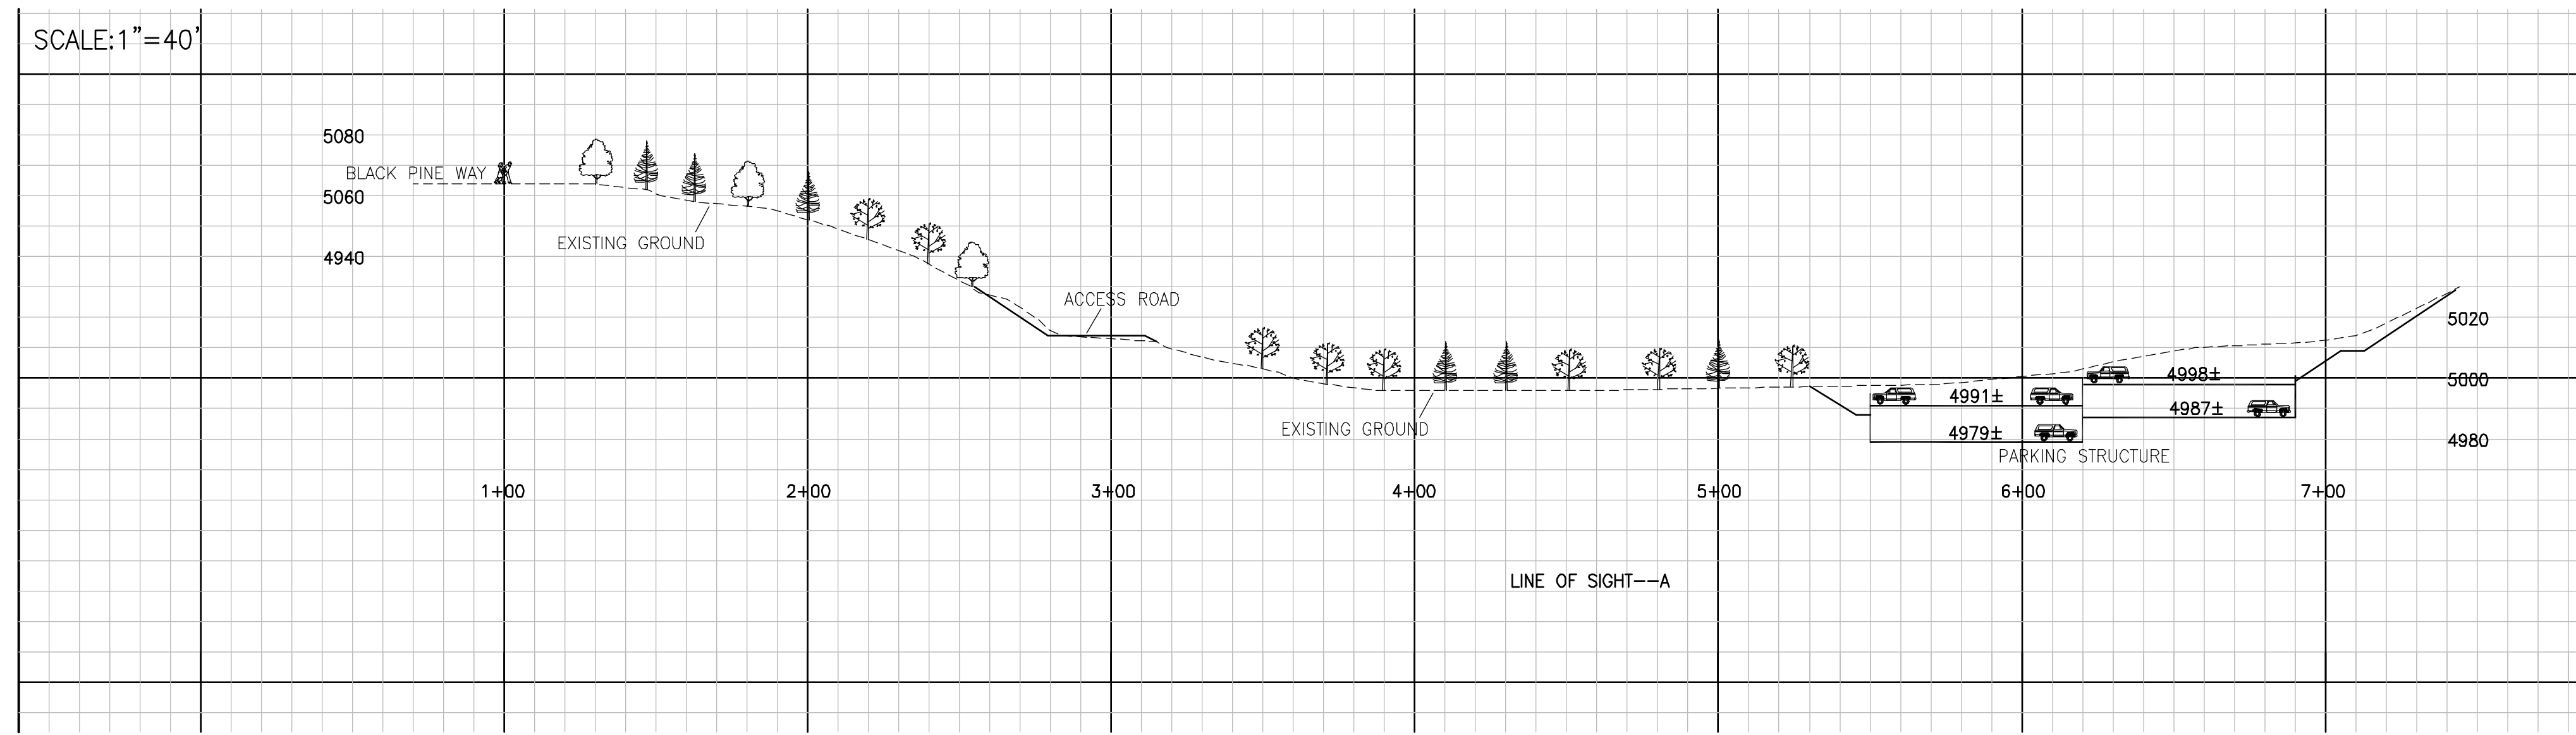 SCALE:1"=40'
5080
BLACK PINE WAY
5060
EXISTING GROUND
4940
ACCESS ROAD
5020
4998±
5000
4991±
4987±
EXISTING GROUND
4979±
4980
PARKING STRUCTURE
1+00 2+00 3+00 4+00 5+00 6+00 7+00
LINE OF SIGHT--A